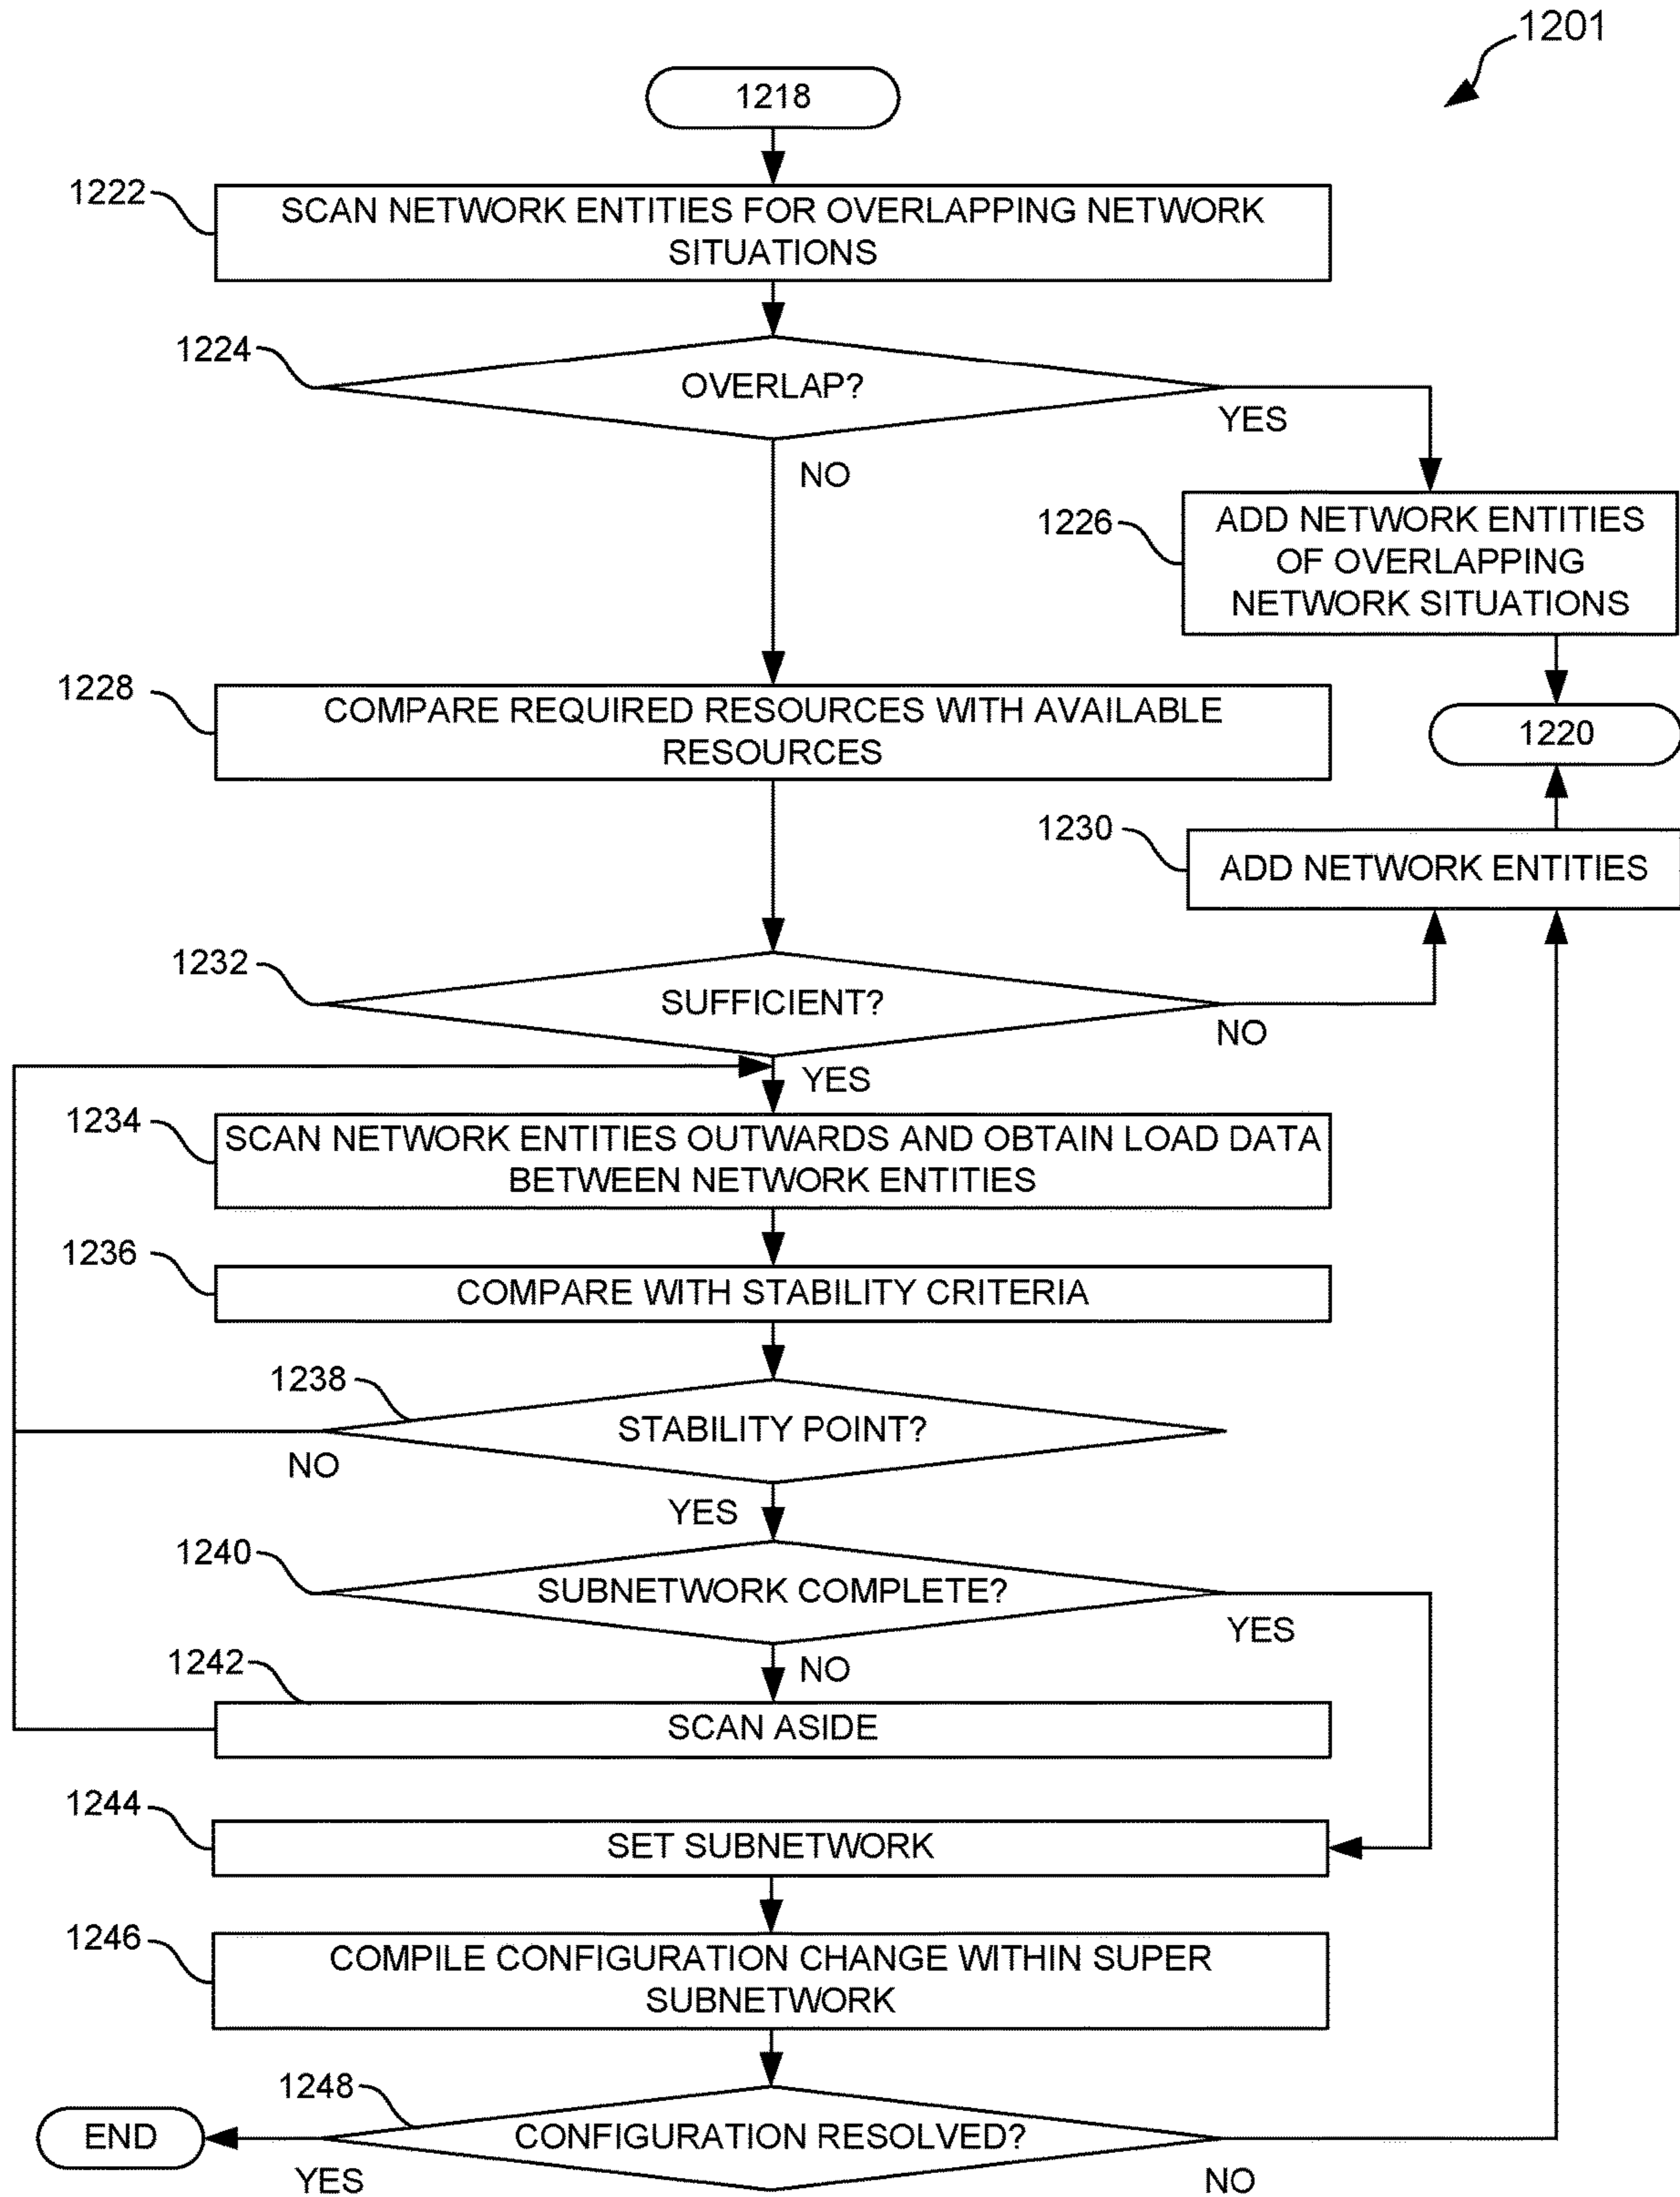 1201
1218
1222
SCAN NETWORK ENTITIES FOR OVERLAPPING NETWORK
SITUATIONS
1224
OVERLAP?
YES
NO
1226
ADD NETWORK ENTITIES
OF OVERLAPPING
NETWORK SITUATIONS
1228
COMPARE REQUIRED RESOURCES WITH AVAILABLE
RESOURCES
1220
1230
ADD NETWORK ENTITIES
1232
SUFFICIENT?
NO
YES
1234
SCAN NETWORK ENTITIES OUTWARDS AND OBTAIN LOAD DATA
BETWEEN NETWORK ENTITIES
1236
COMPARE WITH STABILITY CRITERIA
1238
STABILITY POINT?
NO
YES
1240
SUBNETWORK COMPLETE?
YES
NO
1242
SCAN ASIDE
1244
SET SUBNETWORK
1246
COMPILE CONFIGURATION CHANGE WITHIN SUPER
SUBNETWORK
1248
END
CONFIGURATION RESOLVED?
YES
NO